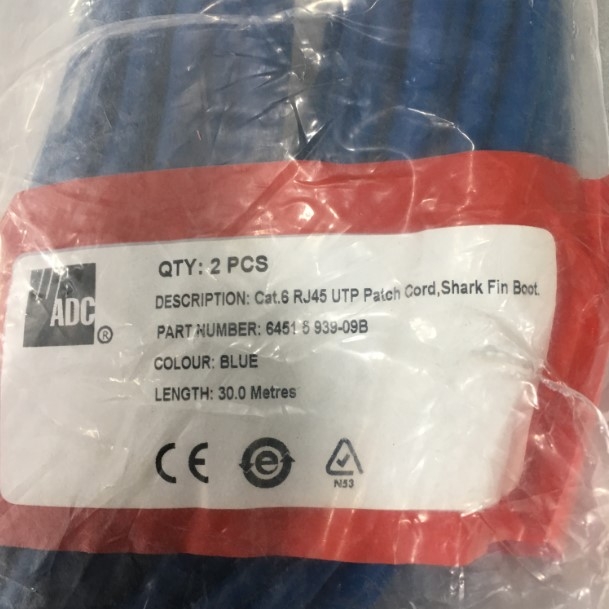 ADC®
QTY: 2 PCS
DESCRIPTION: Cat.6 RJ45 UTP Patch Cord,Shark Fin Boot.
PART NUMBER: 6451 5 939-09B
COLOUR: BLUE
LENGTH: 30.0 Metres
CE e
N53